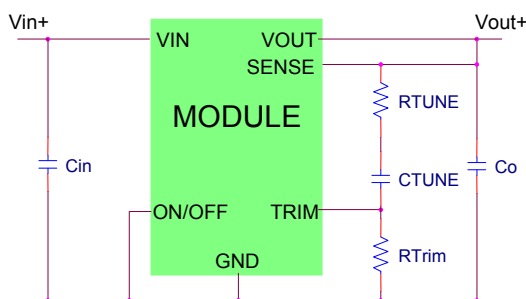 Vin+
Vout+
VIN
VOUT
SENSE
RTUNE
MODULE
Cin
CTUNE
Co
ON/OFF
TRIM
RTrim
GND